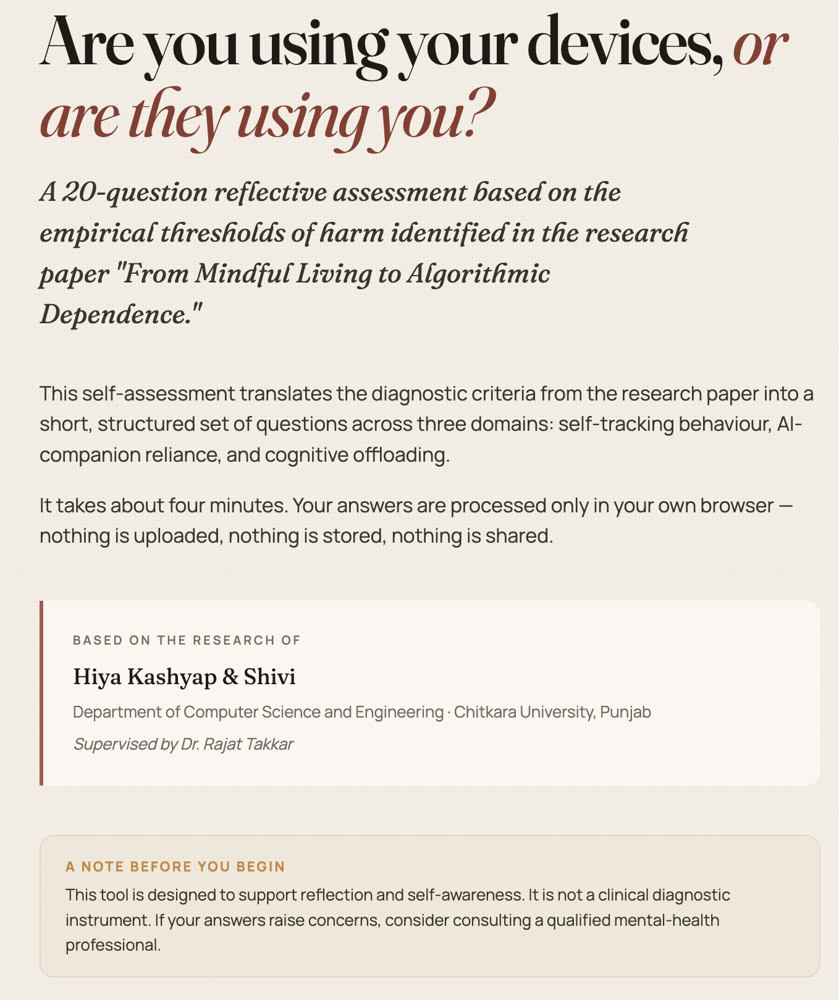 Are you using your devices, or
are they using you?
A 20-question reflective assessment based on the
empirical thresholds of harm identified in the research
paper "From Mindful Living to Algorithmic
Dependence."
This self-assessment translates the diagnostic criteria from the research paper into a
short, structured set of questions across three domains: self-tracking behaviour, AI-
companion reliance, and cognitive offloading.
It takes about four minutes. Your answers are processed only in your own browser —
nothing is uploaded, nothing is stored, nothing is shared.
BASED ON THE RESEARCH OF
Hiya Kashyap & Shivi
Department of Computer Science and Engineering · Chitkara University, Punjab
Supervised by Dr. Rajat Takkar
A NOTE BEFORE YOU BEGIN
This tool is designed to support reflection and self-awareness. It is not a clinical diagnostic
instrument. If your answers raise concerns, consider consulting a qualified mental-health
professional.